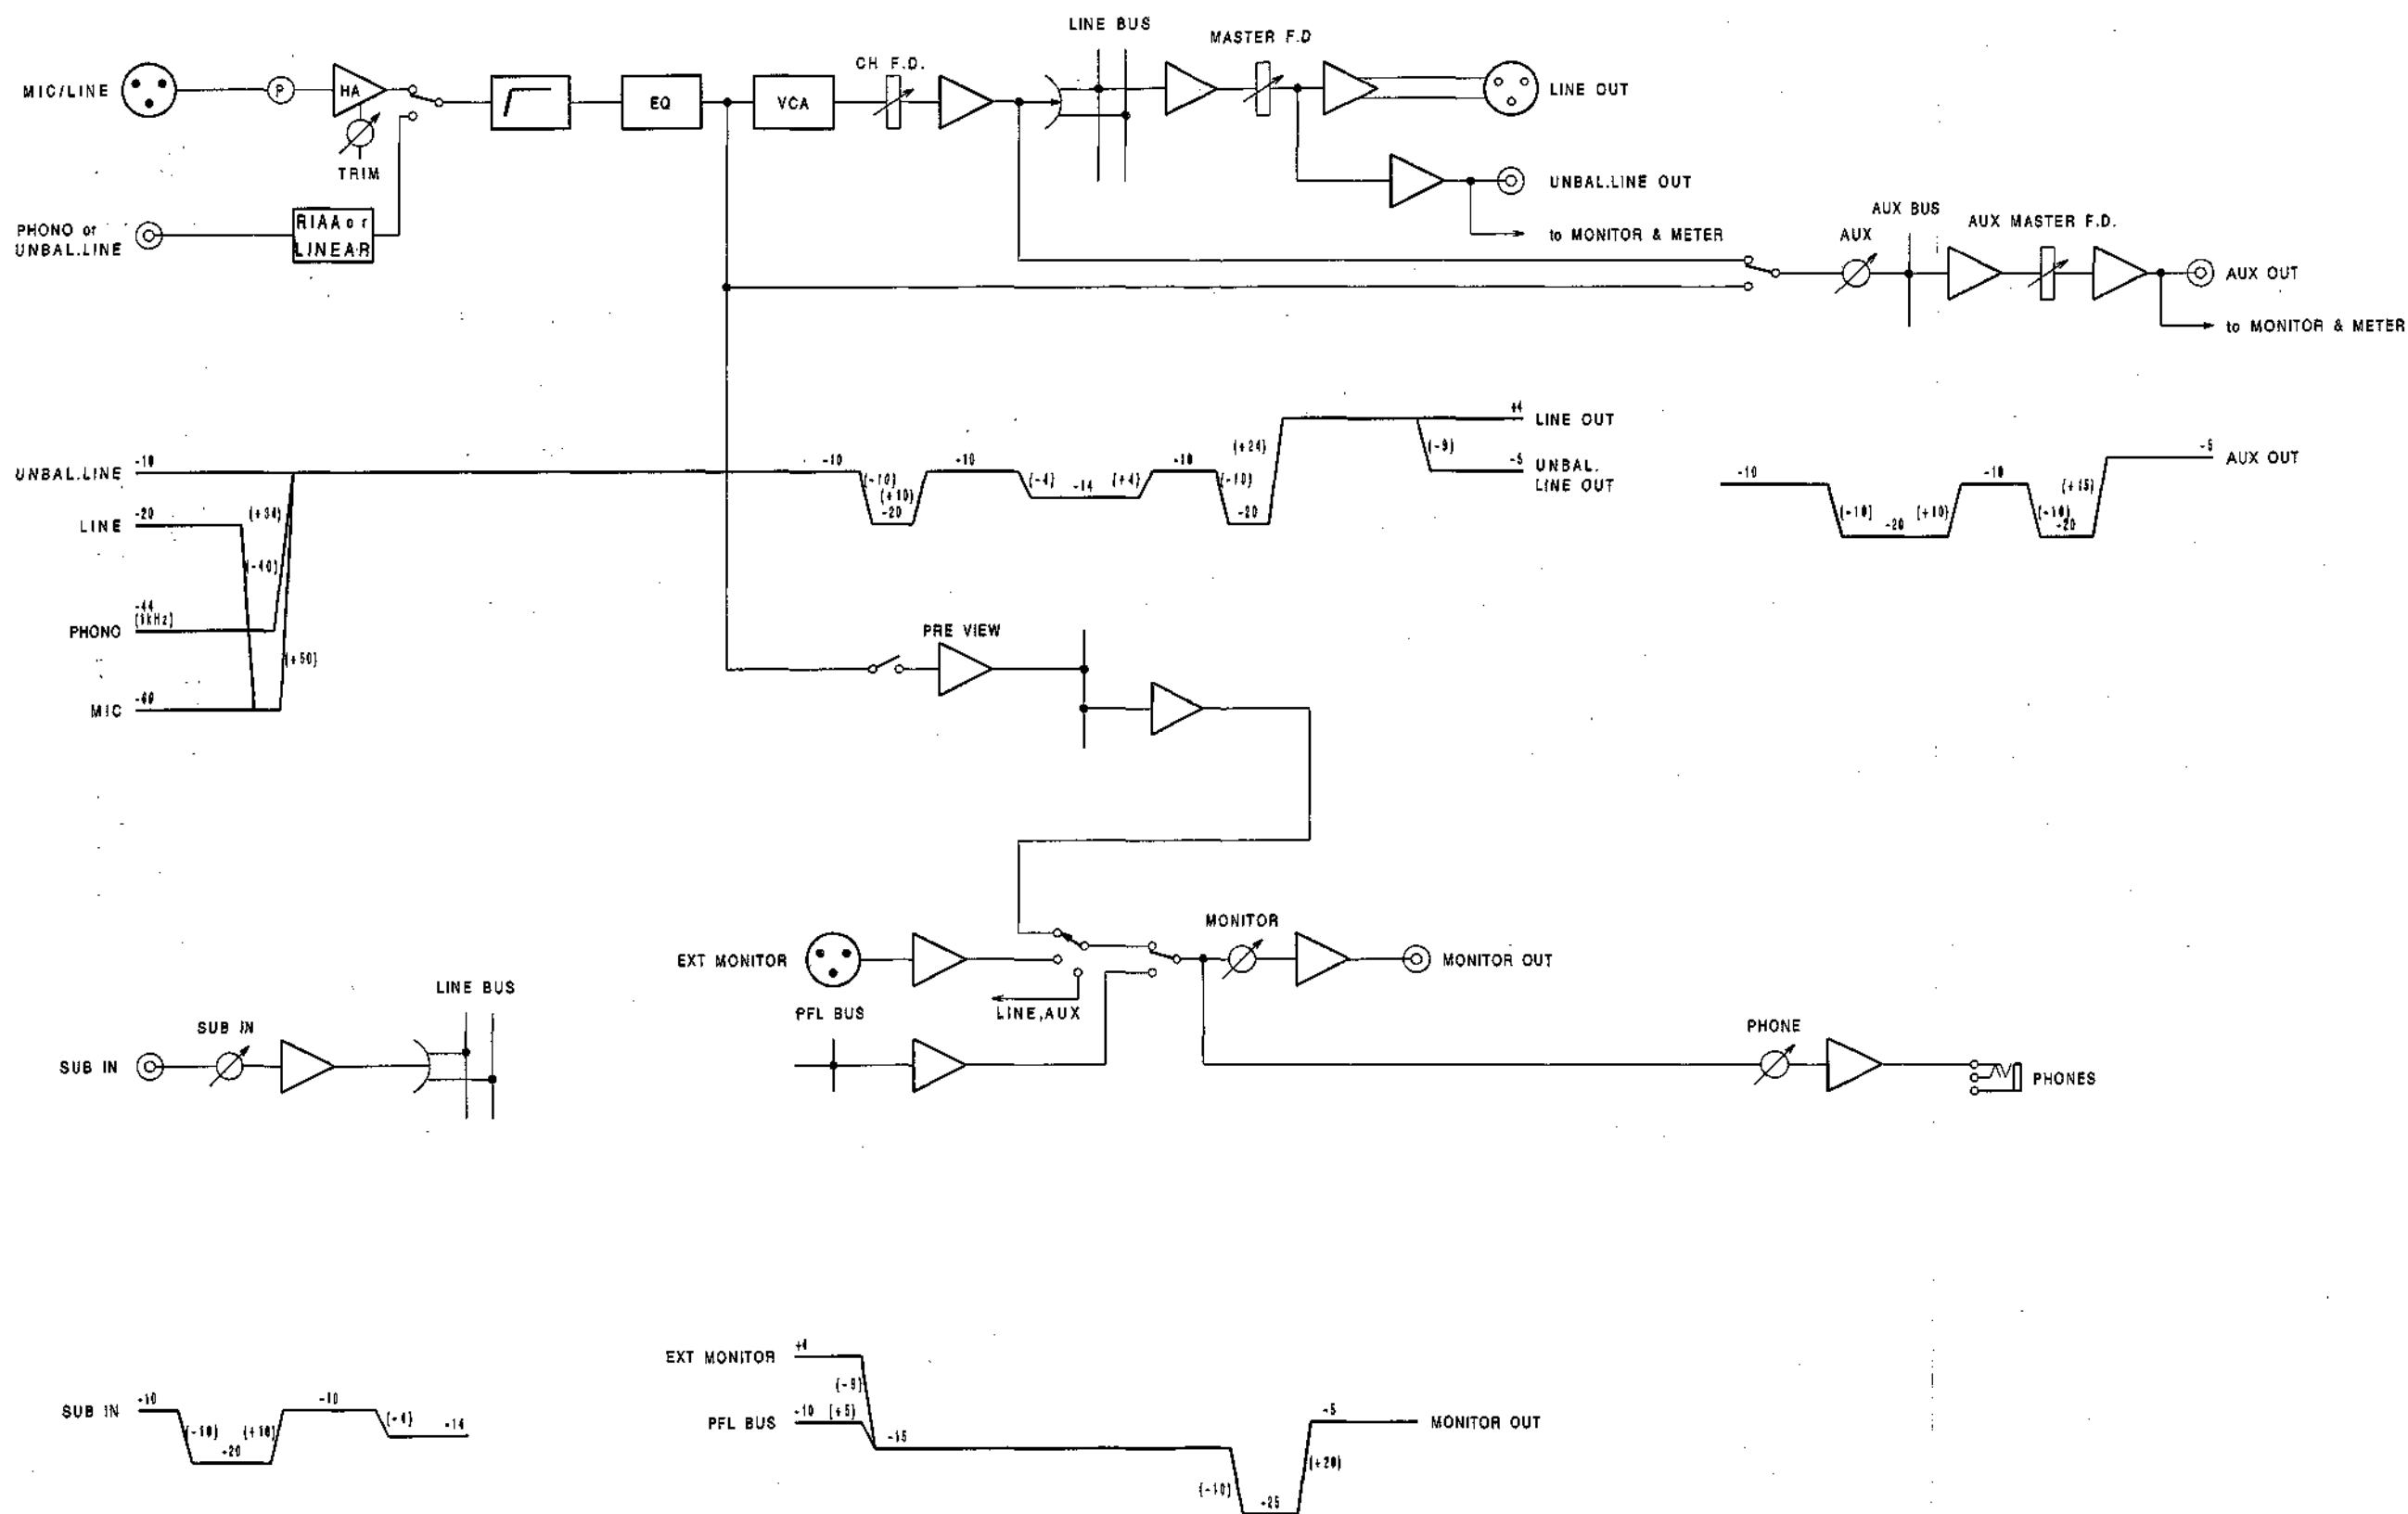 LINE BUS
MASTER F.D
CH F.D.
MIC/LINE
P
HA
EQ
VCA
LINE OUT
TRIM
UNBAL.LINE OUT
PHONO or
UNBAL.LINE
RIAA or
LINEAR
to MONITOR & METER
AUX BUS
AUX MASTER F.D.
AUX
AUX OUT
to MONITOR & METER
+4
LINE OUT
(+24)
(-9)
-5
UNBAL.
LINE OUT
UNBAL.LINE
-10
-10
(-10)
(+10)
-20
-10
(-4)
-14
(+4)
-10
(-10)
-20
-10
(-10)
-20
(+10)
-10
(-10)
-20
(+15)
-5
AUX OUT
LINE
-20
(+34)
(-40)
PHONO
-44
(1kHz)
(+50)
MIC
-60
PRE VIEW
EXT MONITOR
MONITOR
MONITOR OUT
LINE,AUX
PFL BUS
LINE BUS
SUB IN
SUB IN
PHONE
PHONES
EXT MONITOR
+4
(-9)
PFL BUS
-10
(+5)
-15
(-10)
-25
(+20)
-5
MONITOR OUT
SUB IN
-10
(-10)
-20
(+10)
-10
(-4)
-14